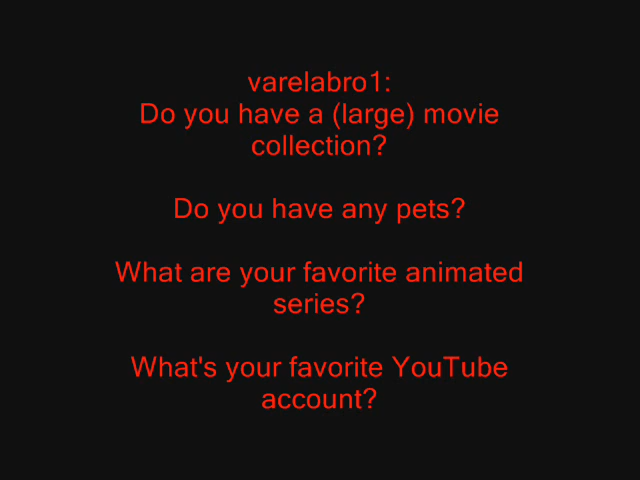 varelabro1:
Do you have a (large) movie
collection?
Do you have any pets?
What are your favorite animated
series?
What's your favorite YouTube
account?